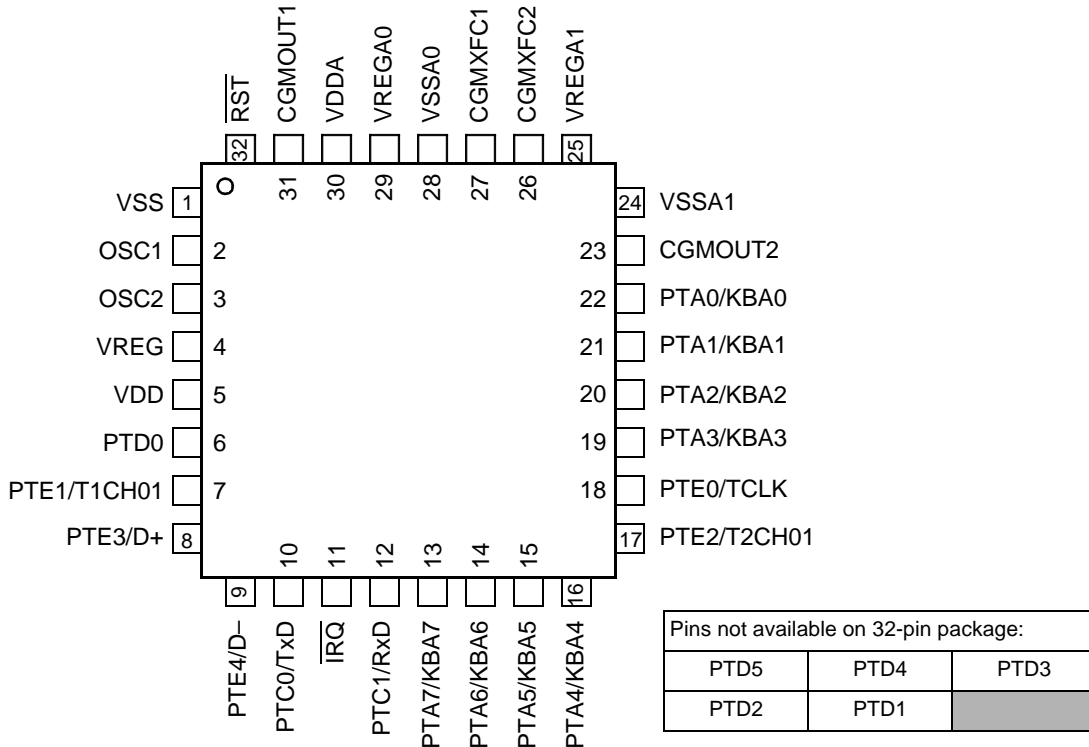 RST
CGMOUT1
VDDA
VREGA0
VSSA0
CGMXFC1
CGMXFC2
VREGA1
32
31
30
29
28
27
26
25
VSS 1
OSC1 2
OSC2 3
VREG 4
VDD 5
PTD0 6
PTE1/T1CH01 7
PTE3/D+ 8
24 VSSA1
23 CGMOUT2
22 PTA0/KBA0
21 PTA1/KBA1
20 PTA2/KBA2
19 PTA3/KBA3
18 PTE0/TCLK
17 PTE2/T2CH01
9
10
11
12
13
14
15
16
PTE4/D–
PTC0/TxD
IRQ
PTC1/RxD
PTA7/KBA7
PTA6/KBA6
PTA5/KBA5
PTA4/KBA4
Pins not available on 32-pin package:
PTD5 PTD4 PTD3
PTD2 PTD1